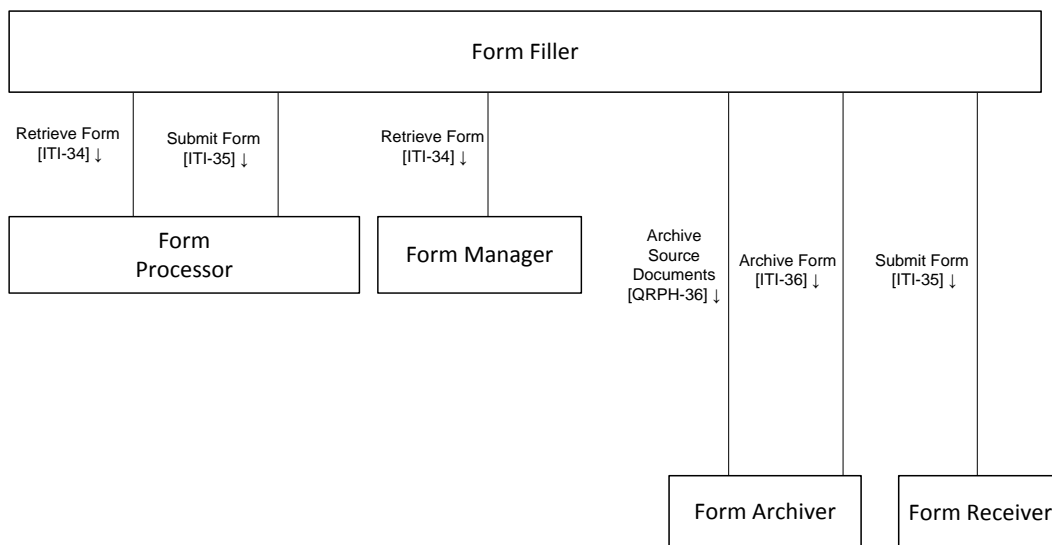 Form Filler
Retrieve Form
[ITI-34] ↓
Submit Form
[ITI-35] ↓
Retrieve Form
[ITI-34] ↓
Form
Processor
Form Manager
Archive
Source
Documents
[QRPH-36] ↓
Archive Form
[ITI-36] ↓
Submit Form
[ITI-35] ↓
Form Archiver
Form Receiver